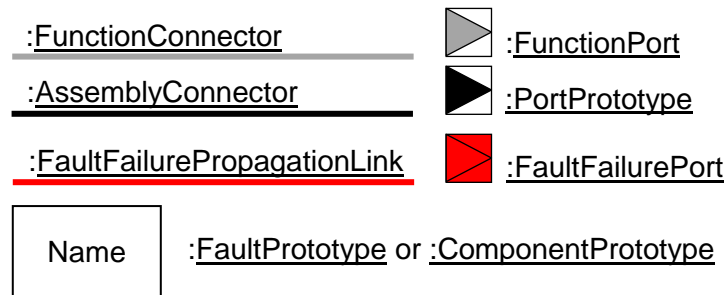 :FunctionConnector
:FunctionPort
:AssemblyConnector
:PortPrototype
:FaultFailurePropagationLink
:FaultFailurePort
Name
:FaultPrototype or :ComponentPrototype